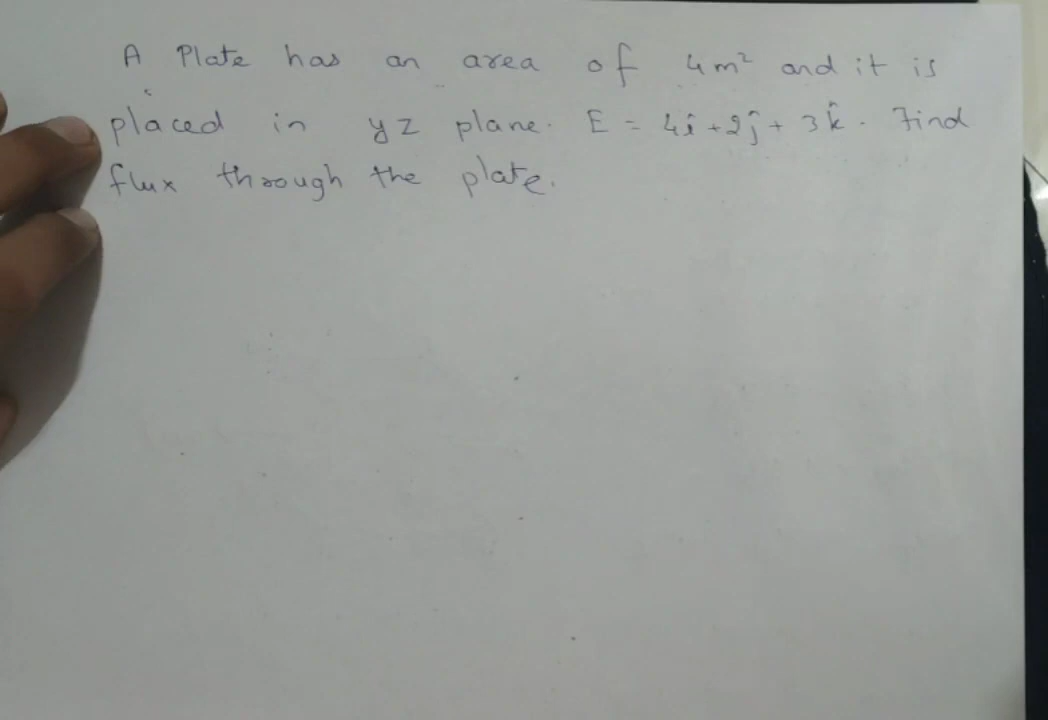 A Plate has an area of 4m² and it is
placed in yz plane. E = 4î + 2ĵ + 3k̂. Find
flux through the plate.